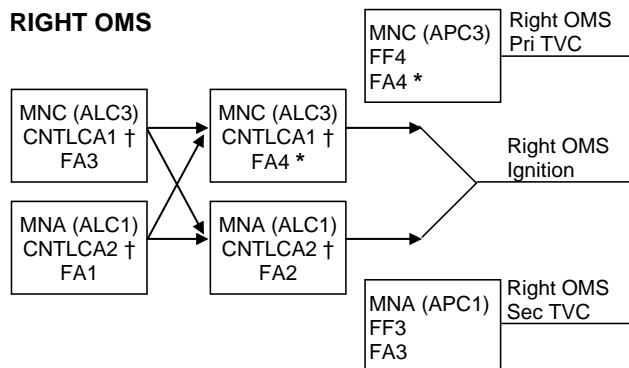 RIGHT OMS
MNC (APC3)
FF4
FA4 *
Right OMS
Pri TVC
MNC (ALC3)
CNTLCA1 †
FA3
MNC (ALC3)
CNTLCA1 †
FA4 *
Right OMS
Ignition
MNA (ALC1)
CNTLCA2 †
FA1
MNA (ALC1)
CNTLCA2 †
FA2
MNA (APC1)
FF3
FA3
Right OMS
Sec TVC